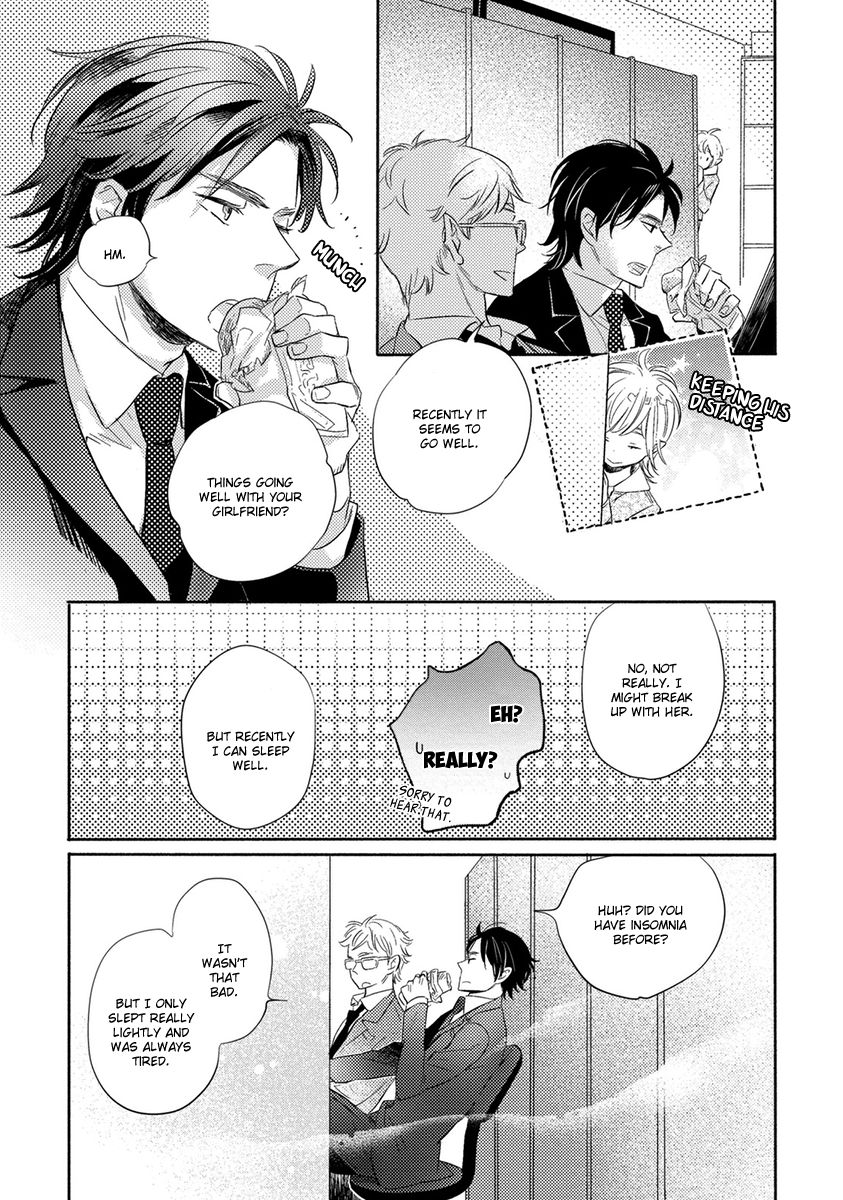 RECENTLY IT
SEEMS TO
GO WELL.
KEEPING HIS
DISTANCE
HM.
MUNCH
THINGS GOING
WELL WITH YOUR
GIRLFRIEND?
NO, NOT
REALLY. I
MIGHT BREAK
UP WITH HER.
EH?
REALLY?
SORRY TO
HEAR THAT.
BUT RECENTLY
I CAN SLEEP
WELL.
HUH? DID YOU
HAVE INSOMNIA
BEFORE?
IT
WASN'T
THAT
BAD.
BUT I ONLY
SLEPT REALLY
LIGHTLY AND
WAS ALWAYS
TIRED.